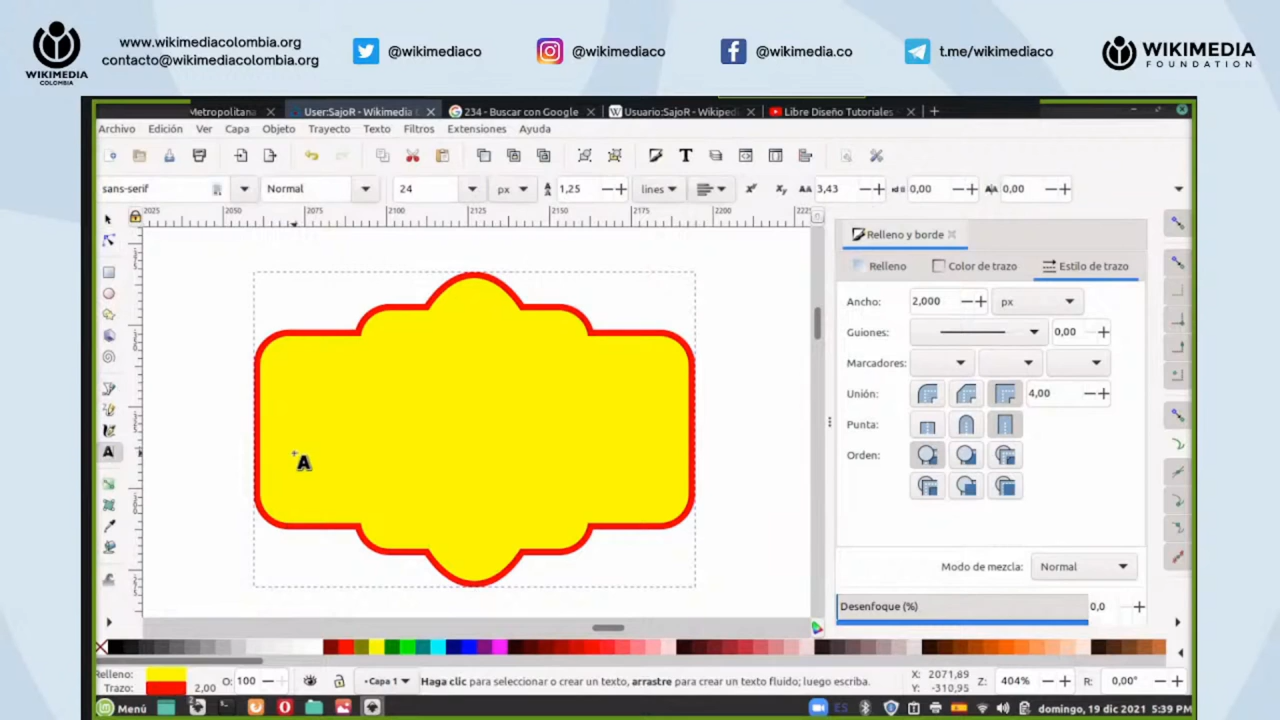 WIKIMEDIA
COLOMBIA
www.wikimediacolombia.org
contacto@wikimediacolombia.org
@wikimediaco
@wikimediaco
@wikimedia.co
t.me/wikimediaco
WIKIMEDIA
FOUNDATION
Metropolitana
User:SajoR - Wikimedia C
234 - Buscar con Google
Usuario:SajoR - Wikiped
Libre Diseño Tutoriales -
Archivo Edición Ver Capa Objeto Trayecto Texto Filtros Extensiones Ayuda
sans-serif Normal 24 px 1,25 lines 3,43 0,00 0,00
2025 2050 2075 2100 2125 2150 2175 2200 222
Relleno y borde
Relleno Color de trazo Estilo de trazo
Ancho: 2,000 px
Guiones: 0,00
Marcadores:
Unión: 4,00
Punta:
Orden:
Modo de mezcla: Normal
Desenfoque (%) 0,0
Relleno:
Trazo: 2,00
O: 100
•Capa 1
Haga clic para seleccionar o crear un texto, arrastre para crear un texto fluido; luego escriba.
X: 2071,89
Y: -310,95
Z: 404%
R: 0,00°
Menú
ES
domingo, 19 dic 2021 5:39 PM